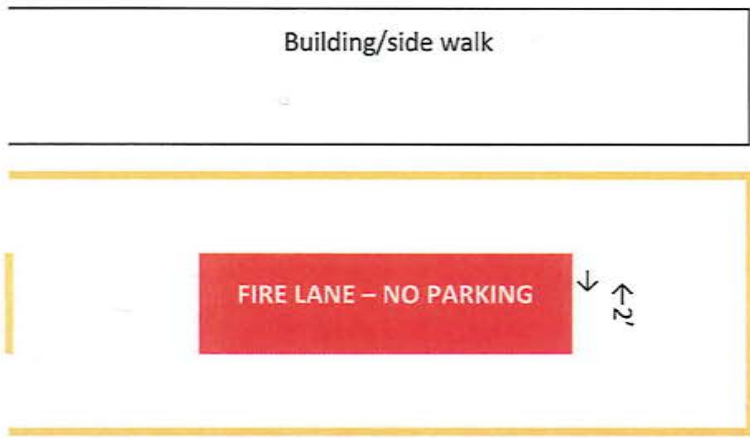 Building/side walk
FIRE LANE – NO PARKING
↓ ↑2'